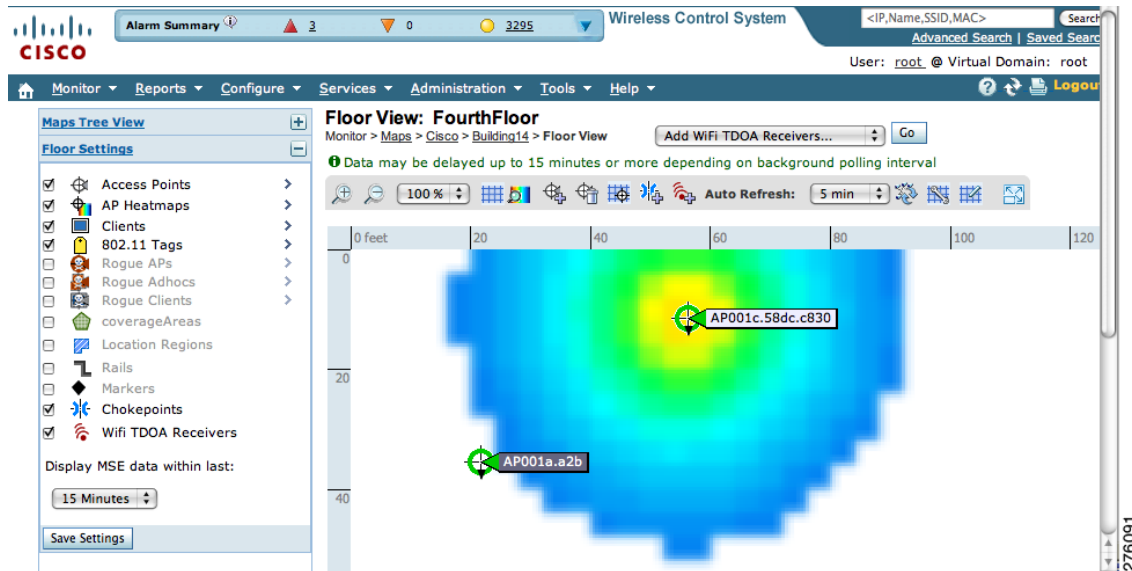 Alarm Summary 3 0 3295
Wireless Control System
<IP,Name,SSID,MAC> Search
Advanced Search | Saved Searc
CISCO
User: root @ Virtual Domain: root
Monitor Reports Configure Services Administration Tools Help Logou
Maps Tree View
Floor Settings
Access Points
AP Heatmaps
Clients
802.11 Tags
Rogue APs
Rogue Adhocs
Rogue Clients
coverageAreas
Location Regions
Rails
Markers
Chokepoints
Wifi TDOA Receivers
Display MSE data within last:
15 Minutes
Save Settings
Floor View: FourthFloor
Monitor > Maps > Cisco > Building14 > Floor View
Add WiFi TDOA Receivers... Go
Data may be delayed up to 15 minutes or more depending on background polling interval
100 % Auto Refresh: 5 min
0 feet 20 40 60 80 100 120
0
AP001c.58dc.c830
20
AP001a.a2b
40
276091